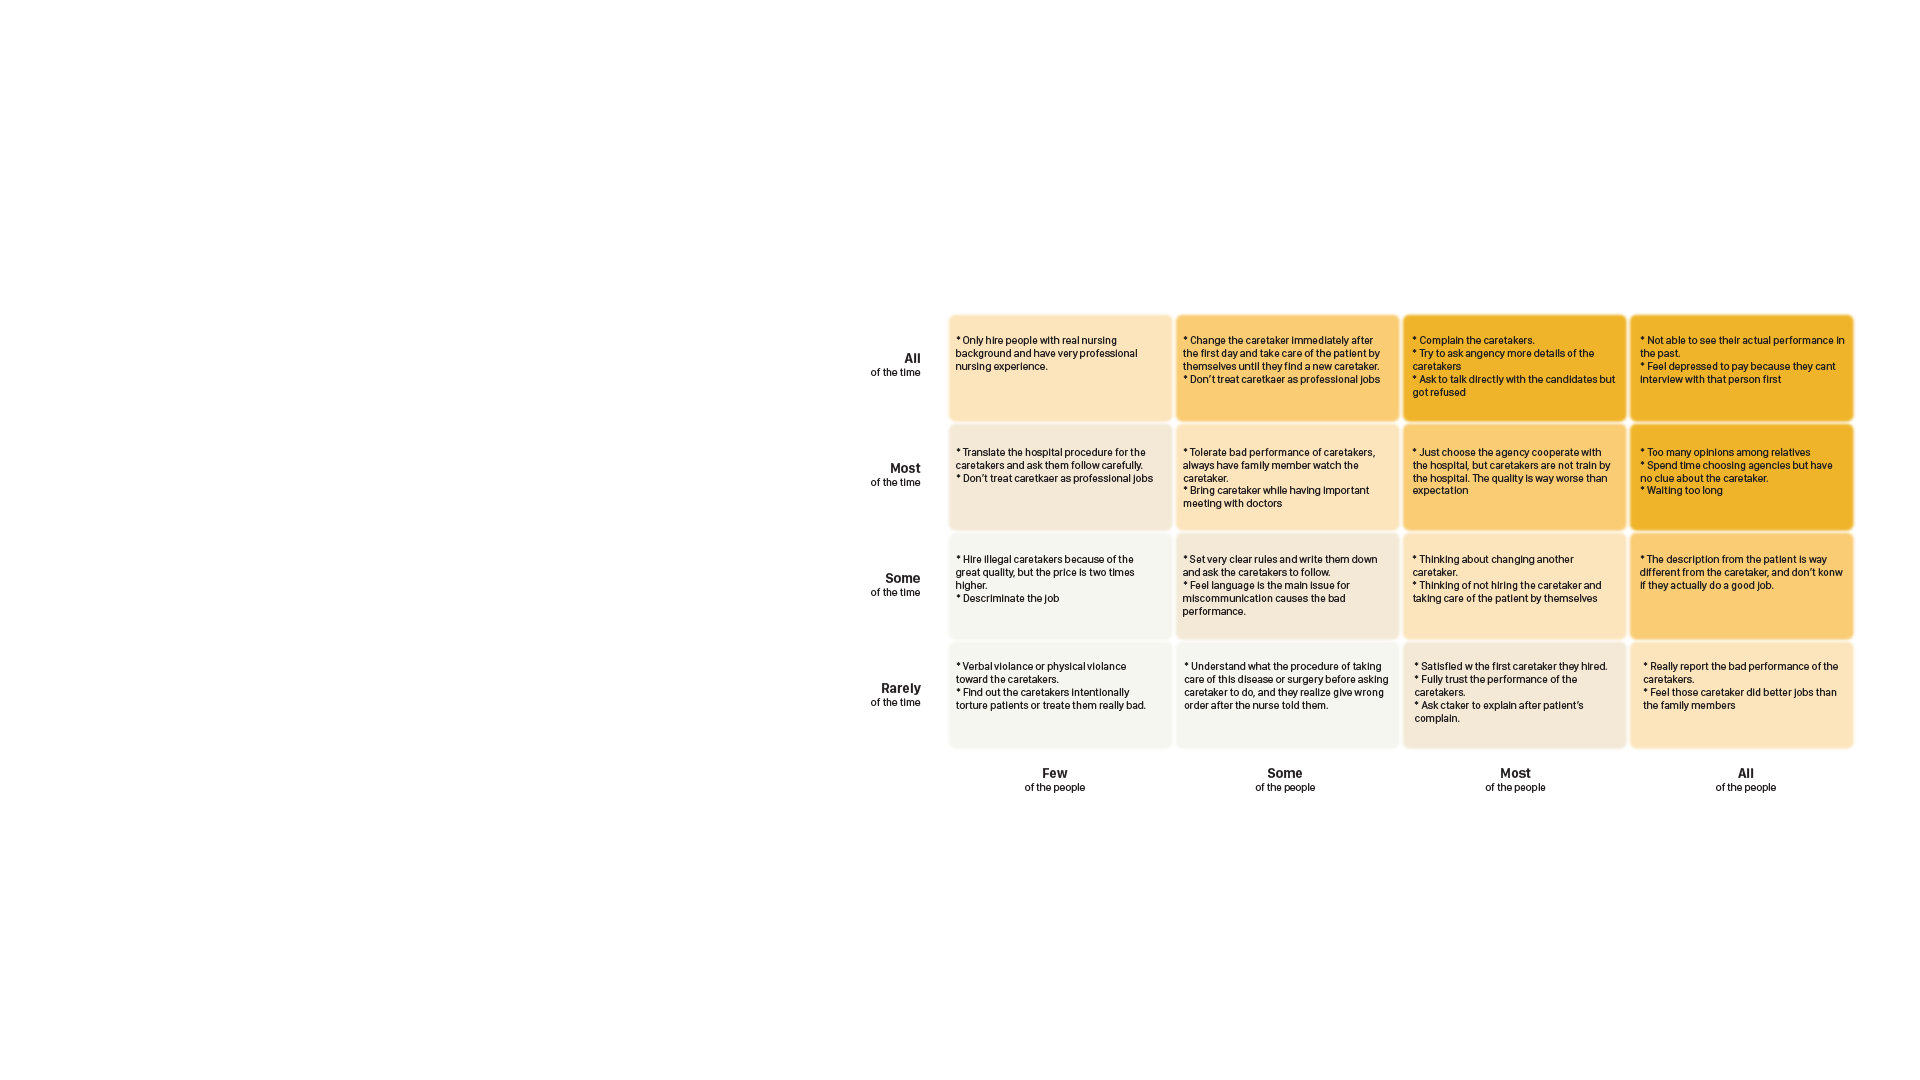 All
of the time
* Only hire people with real nursing
background and have very professional
nursing experience.
* Change the caretaker immediately after
the first day and take care of the patient by
themselves until they find a new caretaker.
* Don't treat caretkaer as professional jobs
* Complain the caretakers.
* Try to ask angency more details of the
caretakers
* Ask to talk directly with the candidates but
got refused
* Not able to see their actual performance in
the past.
* Feel depressed to pay because they cant
interview with that person first
Most
of the time
* Translate the hospital procedure for the
caretakers and ask them follow carefully.
* Don't treat caretkaer as professional jobs
* Tolerate bad performance of caretakers,
always have family member watch the
caretaker.
* Bring caretaker while having important
meeting with doctors
* Just choose the agency cooperate with
the hospital, but caretakers are not train by
the hospital. The quality is way worse than
expectation
* Too many opinions among relatives
* Spend time choosing agencies but have
no clue about the caretaker.
* Waiting too long
Some
of the time
* Hire illegal caretakers because of the
great quality, but the price is two times
higher.
* Descriminate the job
* Set very clear rules and write them down
and ask the caretakers to follow.
* Feel language is the main issue for
miscommunication causes the bad
performance.
* Thinking about changing another
caretaker.
* Thinking of not hiring the caretaker and
taking care of the patient by themselves
* The description from the patient is way
different from the caretaker, and don't konw
if they actually do a good job.
Rarely
of the time
* Verbal violance or physical violance
toward the caretakers.
* Find out the caretakers intentionally
torture patients or treate them really bad.
* Understand what the procedure of taking
care of this disease or surgery before asking
caretaker to do, and they realize give wrong
order after the nurse told them.
* Satisfied w the first caretaker they hired.
* Fully trust the performance of the
caretakers.
* Ask ctaker to explain after patient's
complain.
* Really report the bad performance of the
caretakers.
* Feel those caretaker did better jobs than
the family members
Few
of the people
Some
of the people
Most
of the people
All
of the people